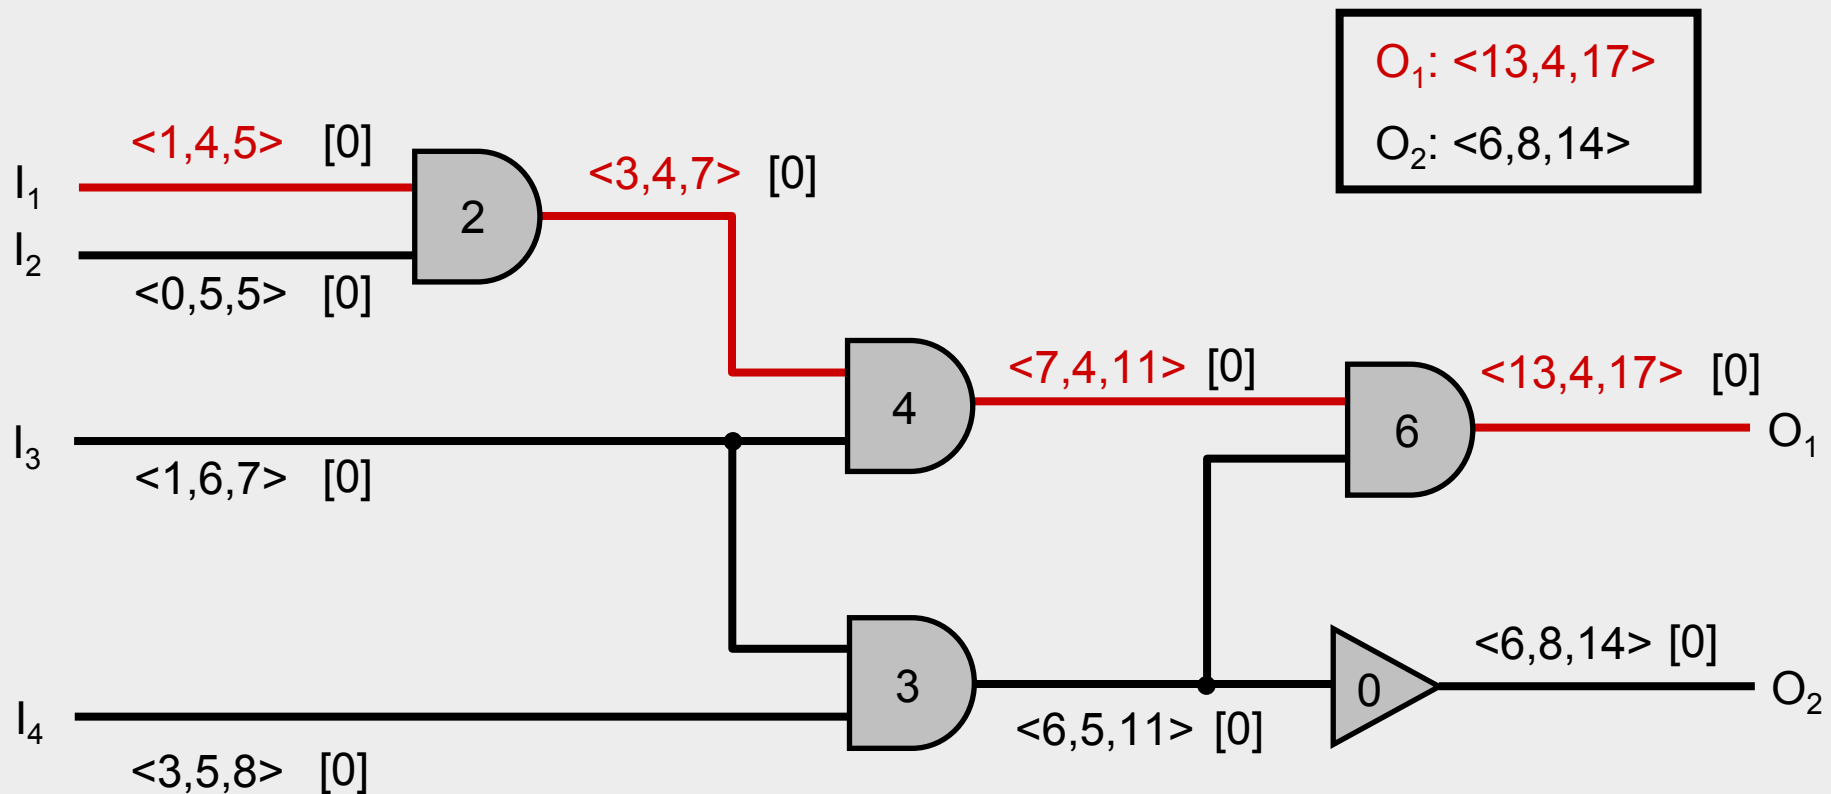 O1: <13,4,17>
O2: <6,8,14>
<1,4,5> [0]
I1
2
<3,4,7> [0]
I2
<0,5,5> [0]
<7,4,11> [0]
<13,4,17> [0]
4
6
O1
I3
<1,6,7> [0]
<6,8,14> [0]
3
0
O2
I4
<6,5,11> [0]
<3,5,8> [0]